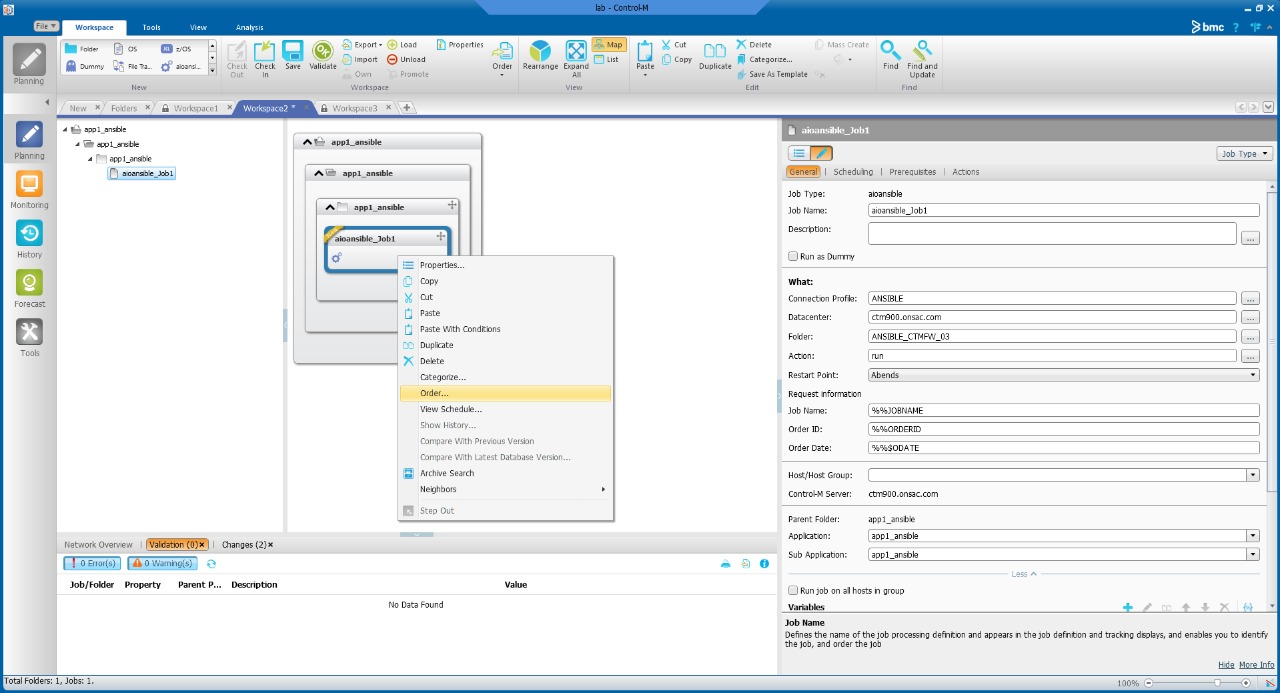 lab - Control-M
File
Workspace
Tools
View
Analysis
bmc
Planning
Folder
OS
z/OS
Dummy
File Tra...
aioansi...
New
Check Out
Check In
Save
Validate
Export
Import
Own
Load
Unload
Promote
Properties
Order
Workspace
Rearrange
Expand All
Map
List
View
Paste
Cut
Copy
Duplicate
Delete
Categorize...
Save As Template
Mass Create
Edit
Find
Find and Update
Find
New
Folders
Workspace1
Workspace2 *
Workspace3
Planning
Monitoring
History
Forecast
Tools
app1_ansible
app1_ansible
app1_ansible
aioansible_Job1
app1_ansible
app1_ansible
app1_ansible
aioansible_Job1
Properties...
Copy
Cut
Paste
Paste With Conditions
Duplicate
Delete
Categorize...
Order...
View Schedule...
Show History...
Compare With Previous Version
Compare With Latest Database Version...
Archive Search
Neighbors
Step Out
aioansible_Job1
Job Type
General
Scheduling
Prerequisites
Actions
Job Type: aioansible
Job Name: aioansible_Job1
Description:
...
Run as Dummy
What:
Connection Profile: ANSIBLE ...
Datacenter: ctm900.onsac.com ...
Folder: ANSIBLE_CTMFW_03 ...
Action: run ...
Restart Point: Abends
Request information
Job Name: %%JOBNAME
Order ID: %%ORDERID
Order Date: %%$ODATE
Host/Host Group:
Control-M Server: ctm900.onsac.com
Parent Folder: app1_ansible
Application: app1_ansible
Sub Application: app1_ansible
Less
Run job on all hosts in group
Variables
Job Name
Defines the name of the job processing definition and appears in the job definition and tracking displays, and enables you to identify
the job, and order the job
Hide More Info
Network Overview
Validation (0)
Changes (2)
0 Error(s)
0 Warning(s)
Job/Folder Property Parent P... Description Value
No Data Found
Total Folders: 1, Jobs: 1.
100%